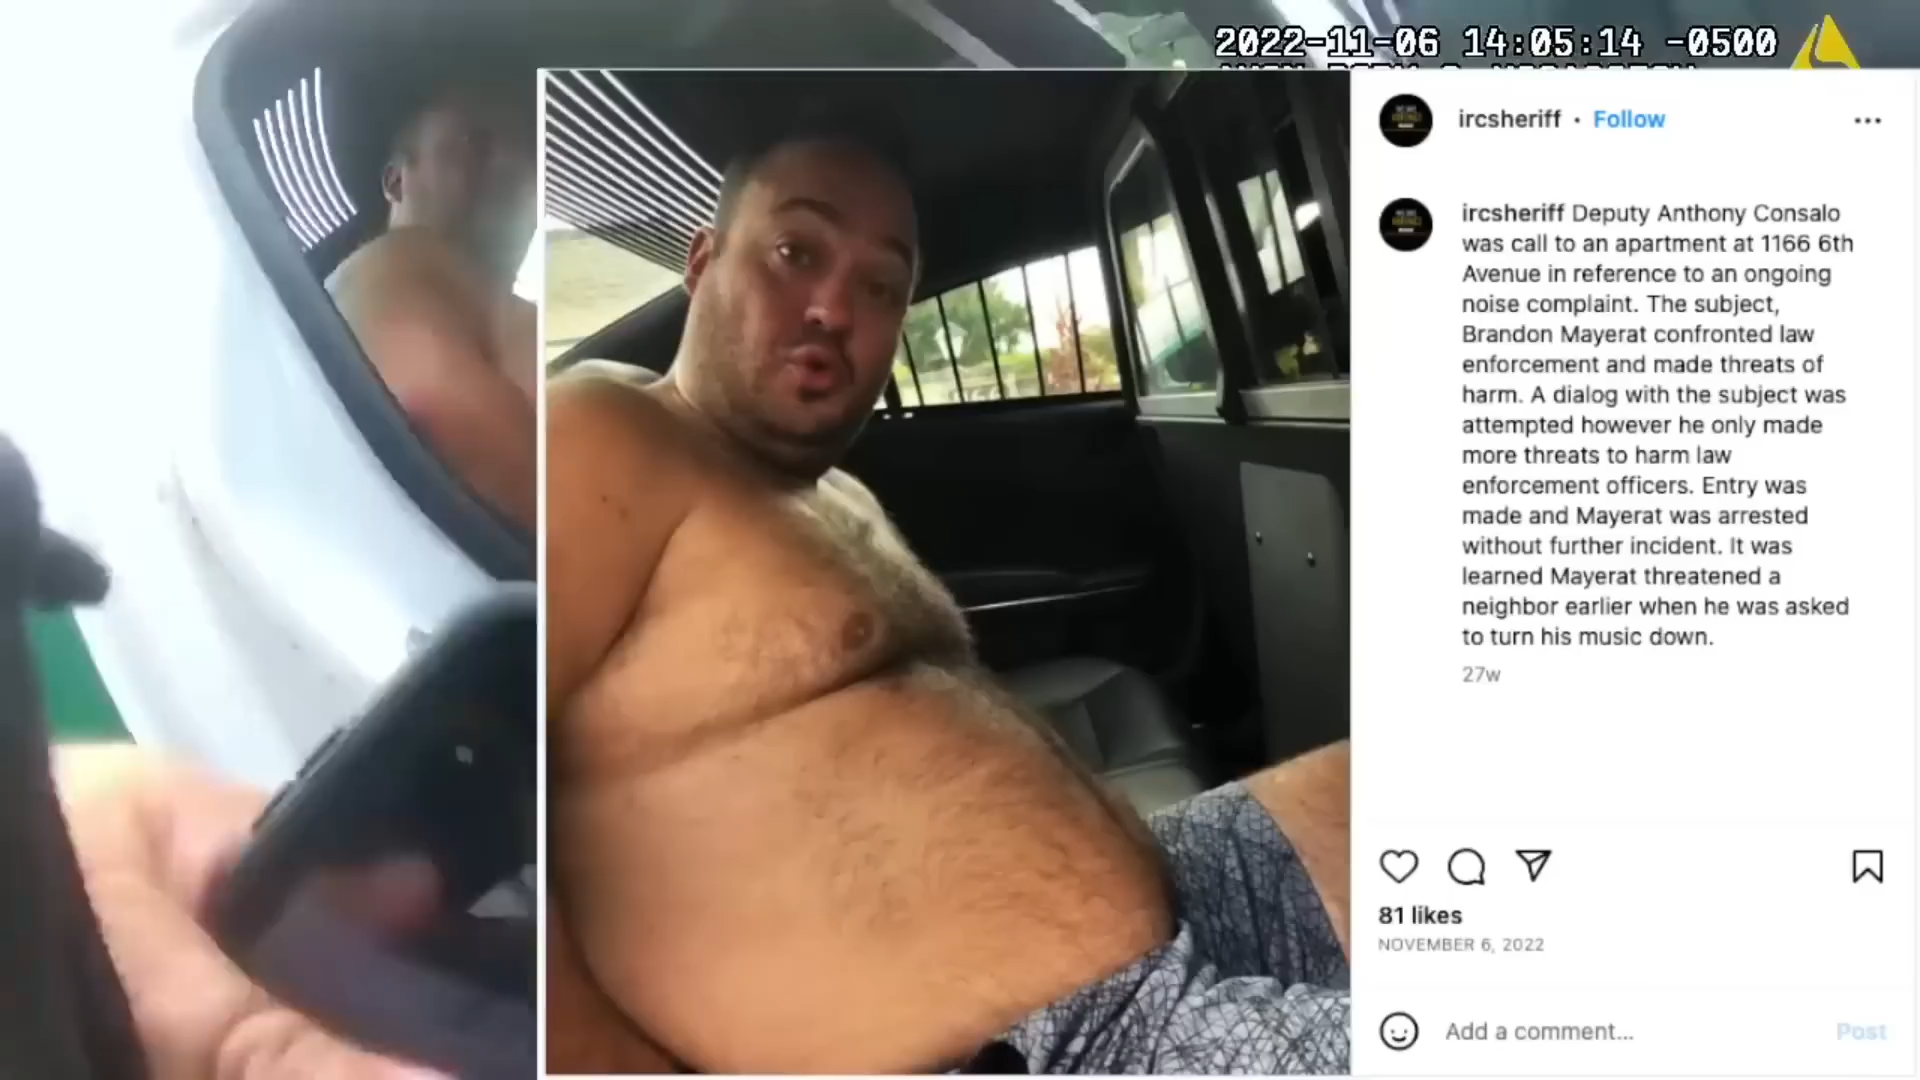 2022-11-06 14:05:14 -0500
ircsheriff • Follow
ircsheriff Deputy Anthony Consalo
was call to an apartment at 1166 6th
Avenue in reference to an ongoing
noise complaint. The subject,
Brandon Mayerat confronted law
enforcement and made threats of
harm. A dialog with the subject was
attempted however he only made
more threats to harm law
enforcement officers. Entry was
made and Mayerat was arrested
without further incident. It was
learned Mayerat threatened a
neighbor earlier when he was asked
to turn his music down.
27w
81 likes
NOVEMBER 6, 2022
Add a comment...
Post